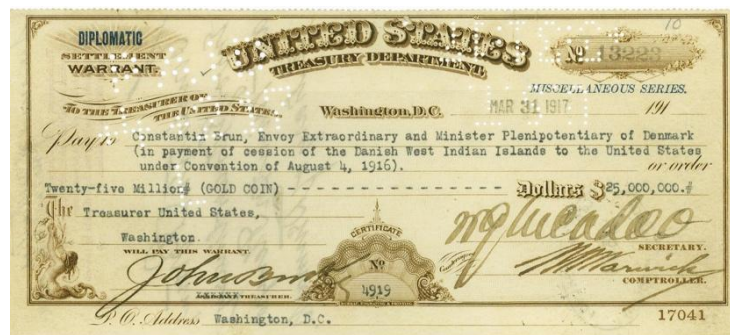 10
DIPLOMATIC
SETTLEMENT
WARRANT.
UNITED STATES
TREASURY DEPARTMENT.
No 13223
MISCELLANEOUS SERIES.
TO THE TREASURER OF
THE UNITED STATES,
Washington, D.C. MAR 31 1917 191
Pay to Constantin Brun, Envoy Extraordinary and Minister Plenipotentiary of Denmark
(in payment of cession of the Danish West Indian Islands to the United States
under Convention of August 4, 1916). or order
Twenty-five Million# (GOLD COIN) - - - - - - - - - - - - - - - - - - Dollars $25,000,000.#
The Treasurer United States,
Washington.
WILL PAY THIS WARRANT.
CERTIFICATE
No
4919
W G McAdoo
SECRETARY.
Countersigned
COMPTROLLER.
ASSISTANT TREASURER.
P. O. Address Washington, D.C.
17041